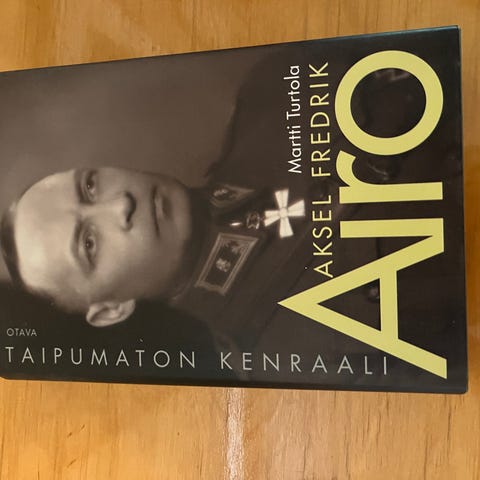 OTAVA
TAIPUMATON KENRAALI
Martti Turtola
AKSEL FREDRIK
AIRO